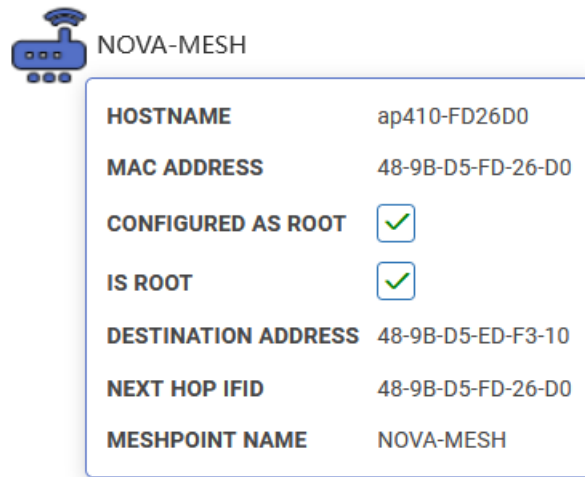 NOVA-MESH
HOSTNAME ap410-FD26D0
MAC ADDRESS 48-9B-D5-FD-26-D0
CONFIGURED AS ROOT
IS ROOT
DESTINATION ADDRESS 48-9B-D5-ED-F3-10
NEXT HOP IFID 48-9B-D5-FD-26-D0
MESHPOINT NAME NOVA-MESH